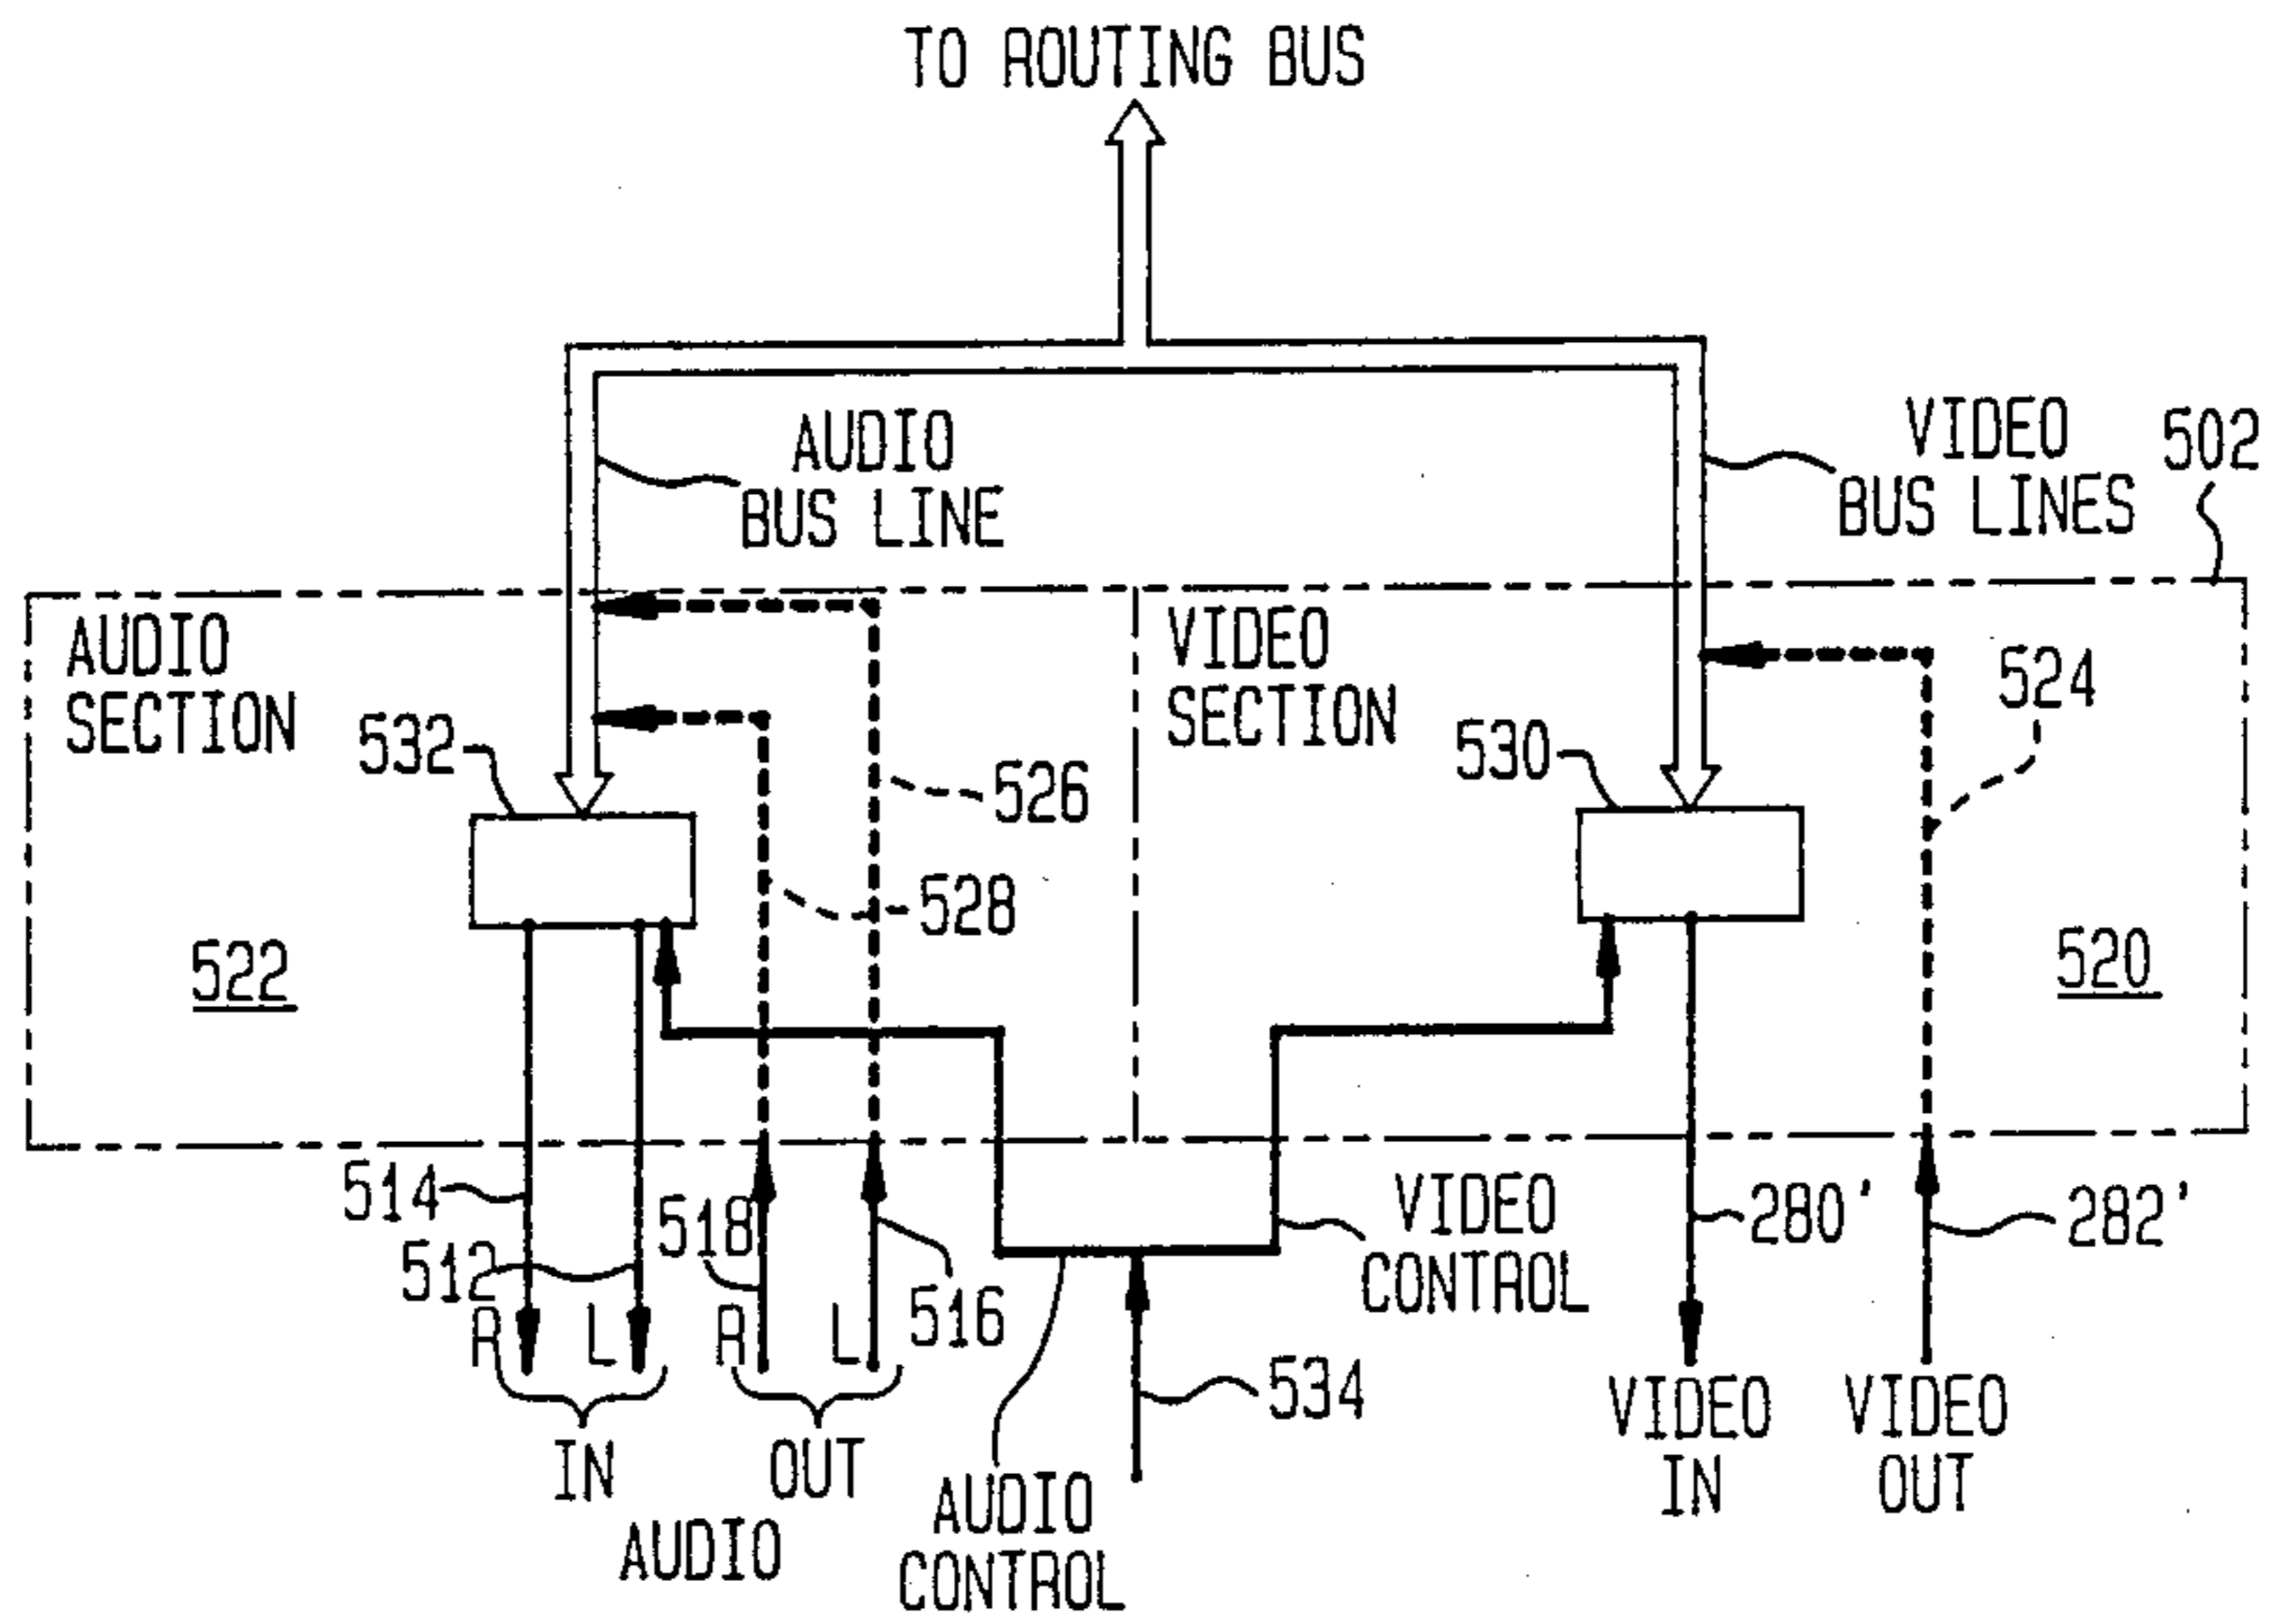 TO ROUTING BUS
AUDIO
BUS LINE
VIDEO
BUS LINES
502
AUDIO
SECTION
532
VIDEO
SECTION
530
524
526
528
522
520
514
512
518
516
R
L
R
L
VIDEO
CONTROL
280'
282'
534
IN
OUT
AUDIO
AUDIO
CONTROL
VIDEO
IN
VIDEO
OUT